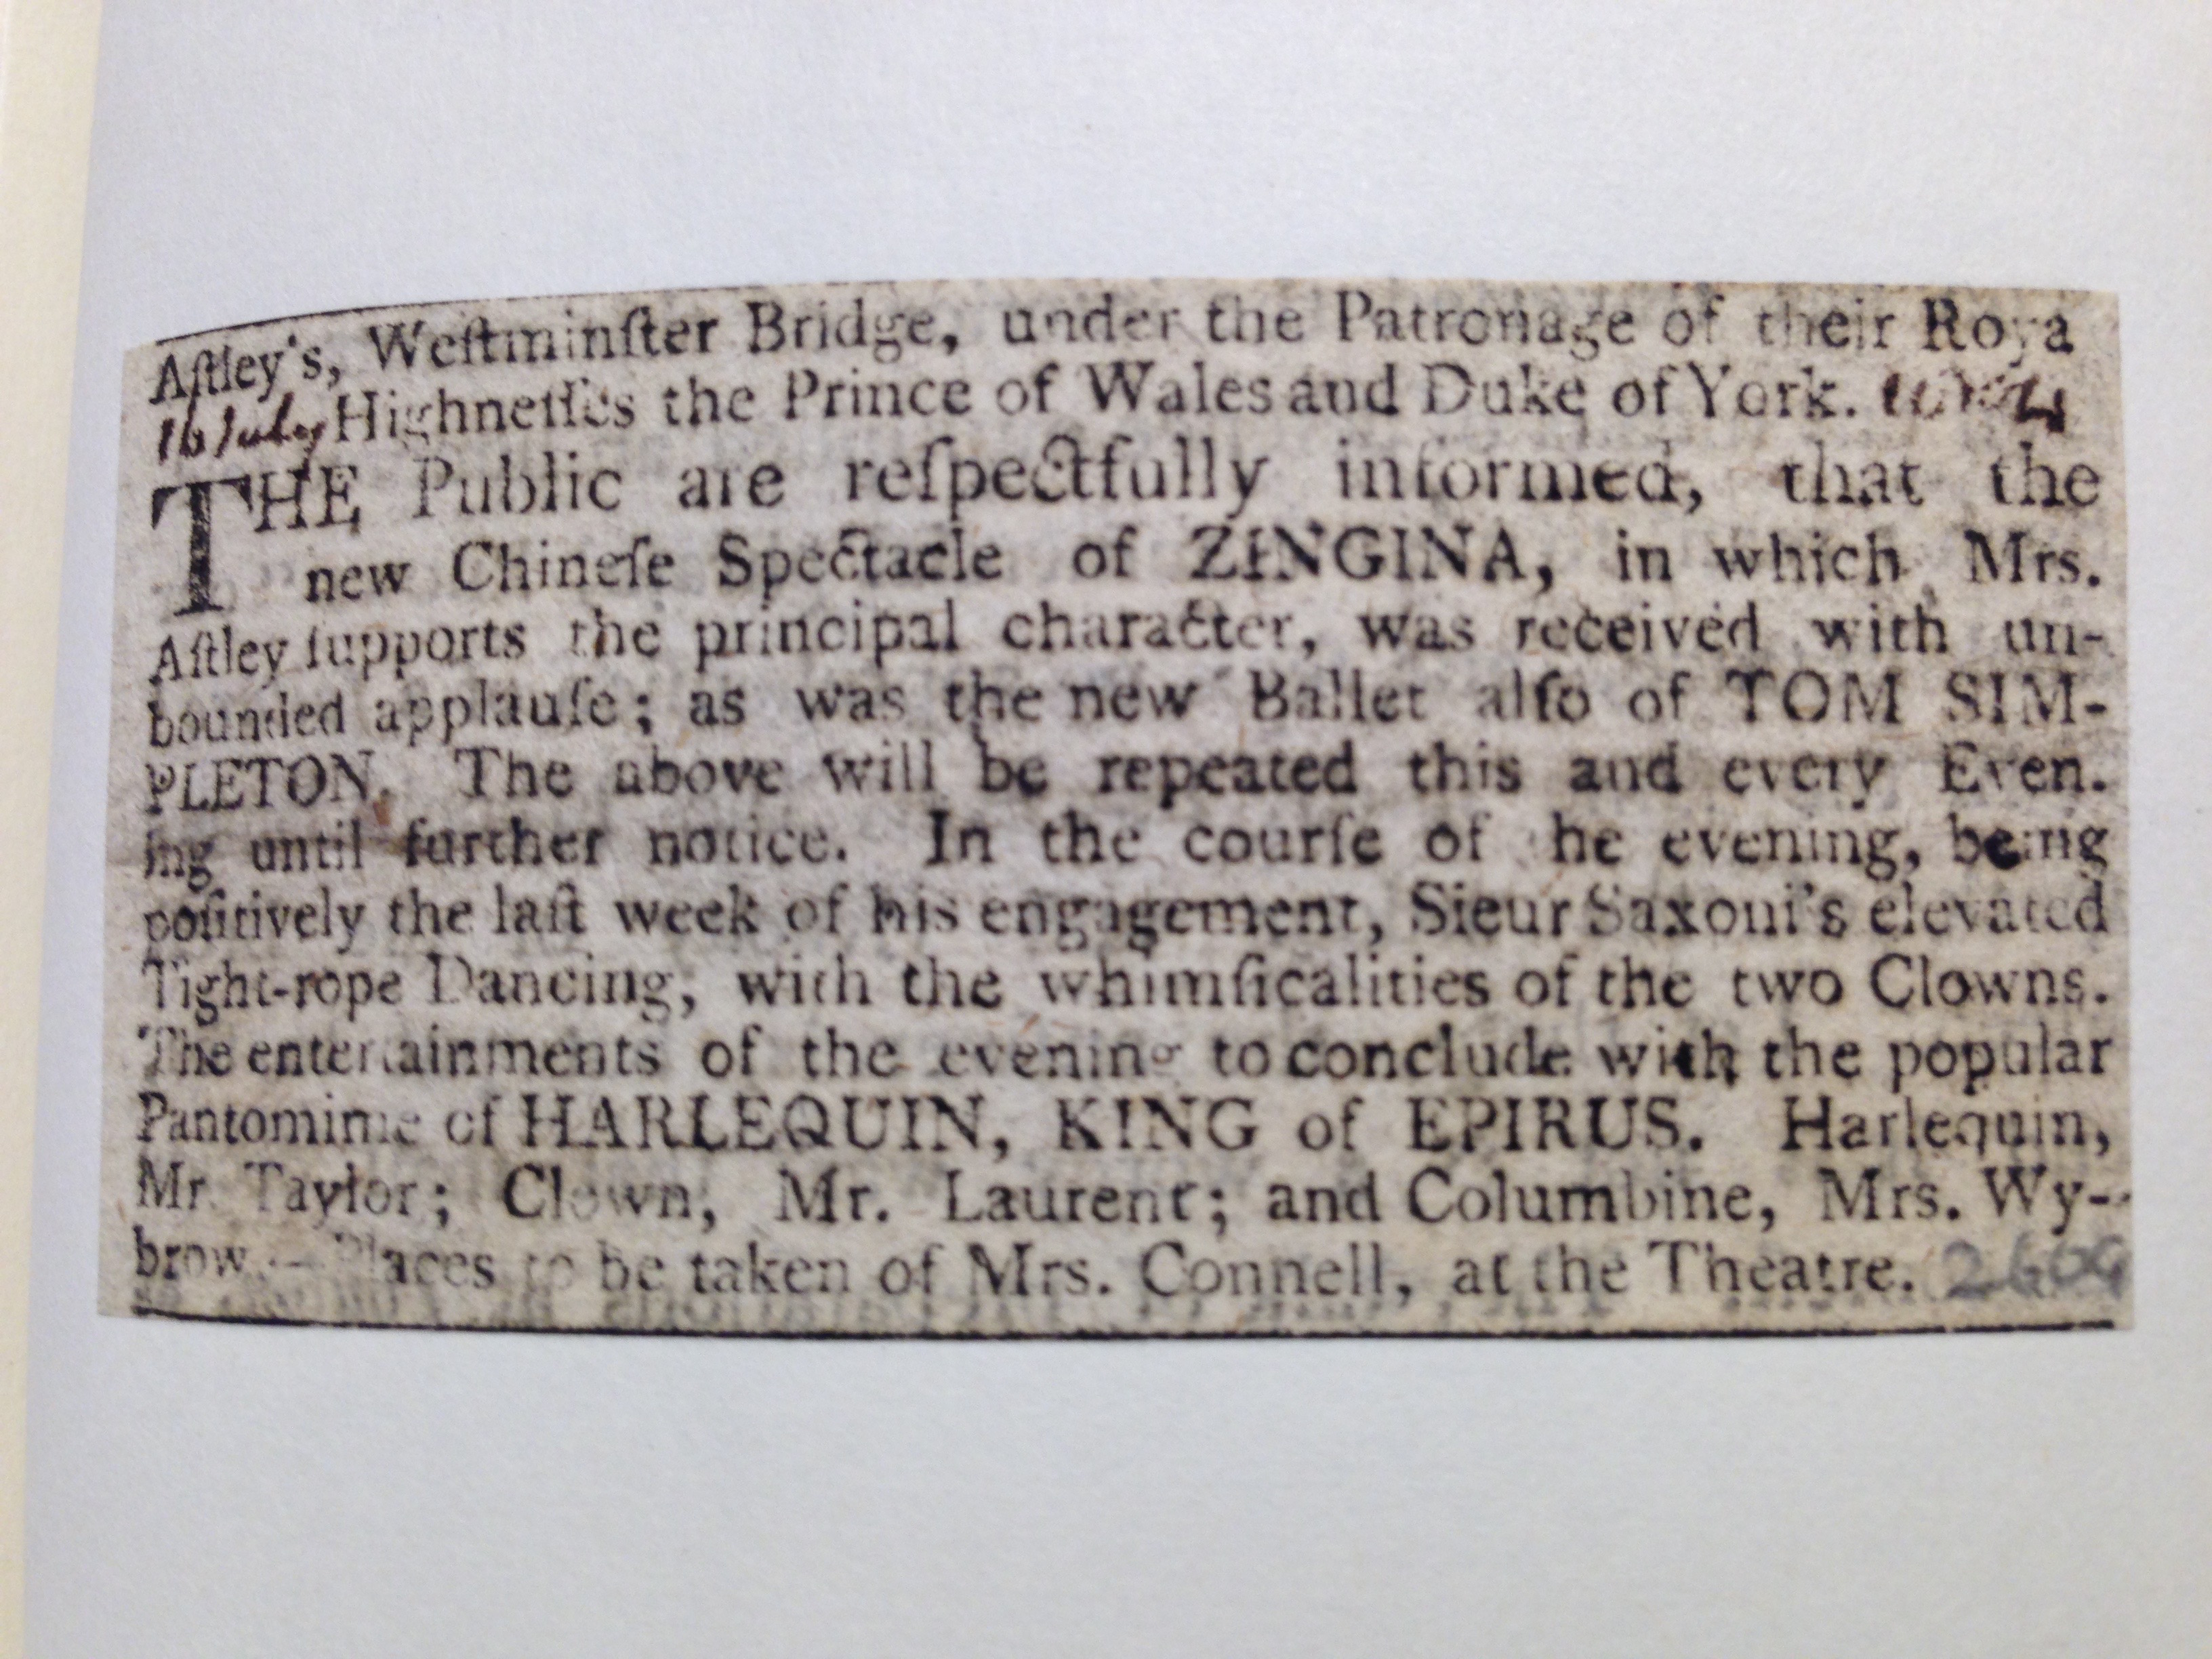 Aſtley's, Weſtminſter Bridge, under the Patronage of their Roya
16 July Highneſſes the Prince of Wales and Duke of York.
THE Public are reſpectfully informed, that the
new Chineſe Spectacle of ZINGINA, in which Mrs.
Aſtley ſupports the principal character, was received with un-
bounded applauſe; as was the new Ballet alſo of TOM SIM-
PLETON. The above will be repeated this and every Even.
ing until further notice. In the courſe of he evening, being
poſitively the laſt week of his engagement, Sieur Saxoni's elevated
Tight-rope Dancing, with the whimſicalities of the two Clowns.
The entertainments of the evening to conclude with the popular
Pantomime of HARLEQUIN, KING of EPIRUS. Harlequin,
Mr. Taylor; Clown, Mr. Laurent; and Columbine, Mrs. Wy-
brow.—Places to be taken of Mrs. Connell, at the Theatre.